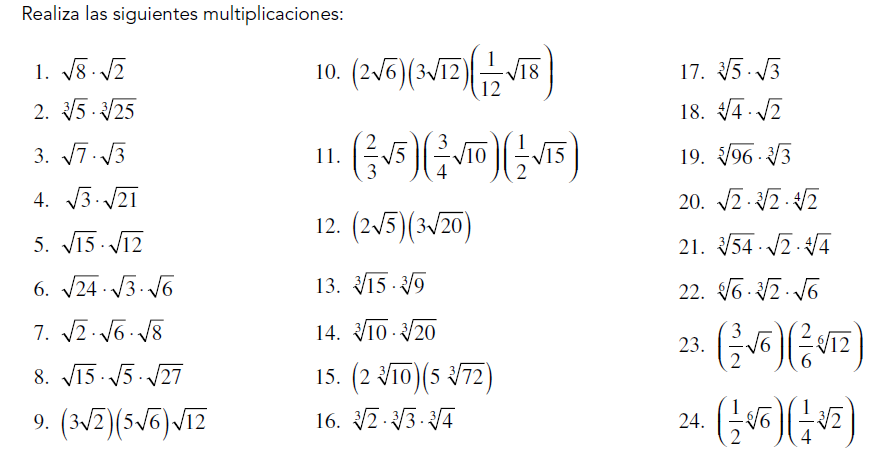 Realiza las siguientes multiplicaciones:
1. √8 · √2
2. ∛5 · ∛25
3. √7 · √3
4. √3 · √21
5. √15 · √12
6. √24 · √3 · √6
7. √2 · √6 · √8
8. √15 · √5 · √27
9. (3√2)(5√6)√12
10. (2√6)(3√12)(1/12 √18)
11. (2/3 √5)(3/4 √10)(1/2 √15)
12. (2√5)(3√20)
13. ∛15 · ∛9
14. ∛10 · ∛20
15. (2 ∛10)(5 ∛72)
16. ∛2 · ∛3 · ∛4
17. ∛5 · √3
18. ∜4 · √2
19. ⁵√96 · ∛3
20. √2 · ∛2 · ∜2
21. ∛54 · √2 · ∜4
22. ⁶√6 · ∛2 · √6
23. (3/2 √6)(2/6 ⁶√12)
24. (1/2 ⁶√6)(1/4 ∛2)